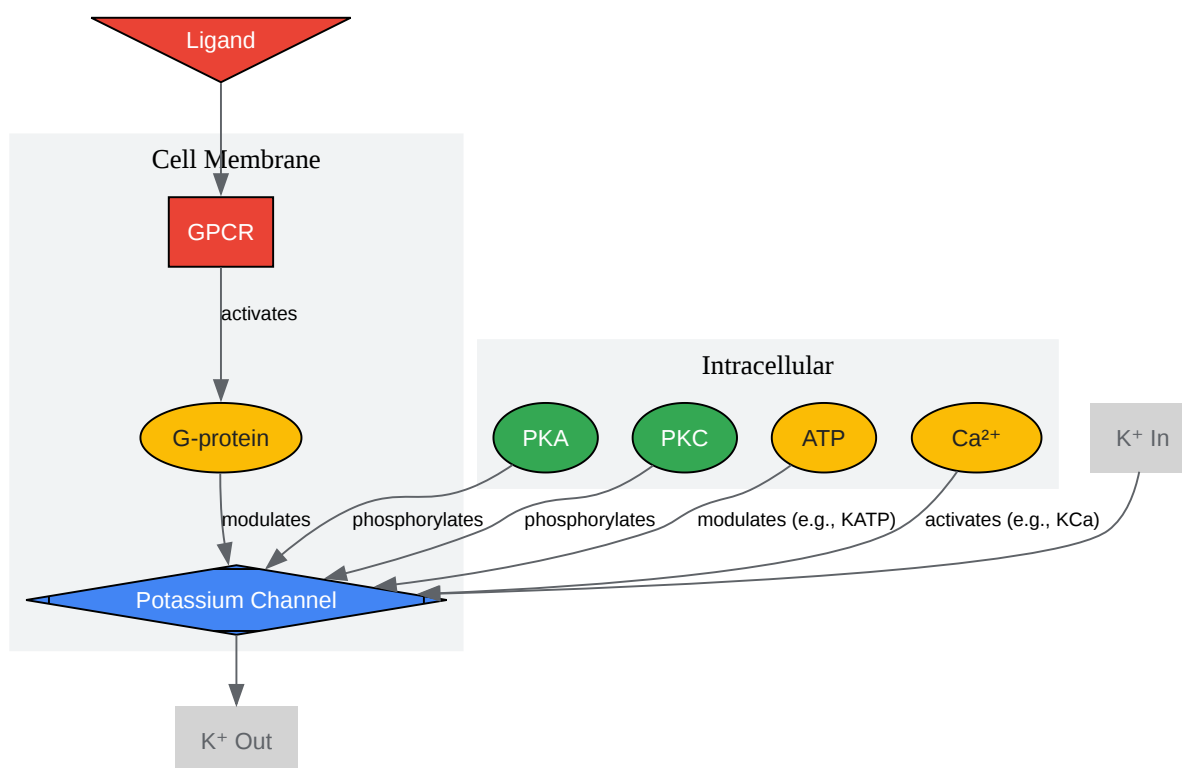 Ligand
Cell Membrane
GPCR
activates
Intracellular
G-protein
PKA
PKC
ATP
Ca²⁺
K⁺ In
modulates
phosphorylates
phosphorylates
modulates (e.g., KATP)
activates (e.g., KCa)
Potassium Channel
K⁺ Out